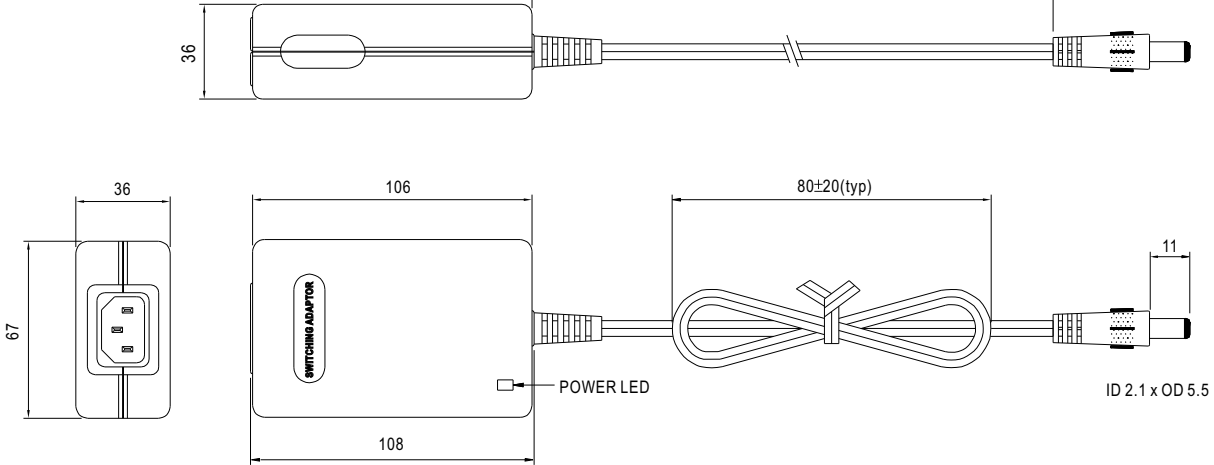 36
36
106
80±20(typ)
11
67
SWITCHING ADAPTOR
POWER LED
ID 2.1 x OD 5.5
108